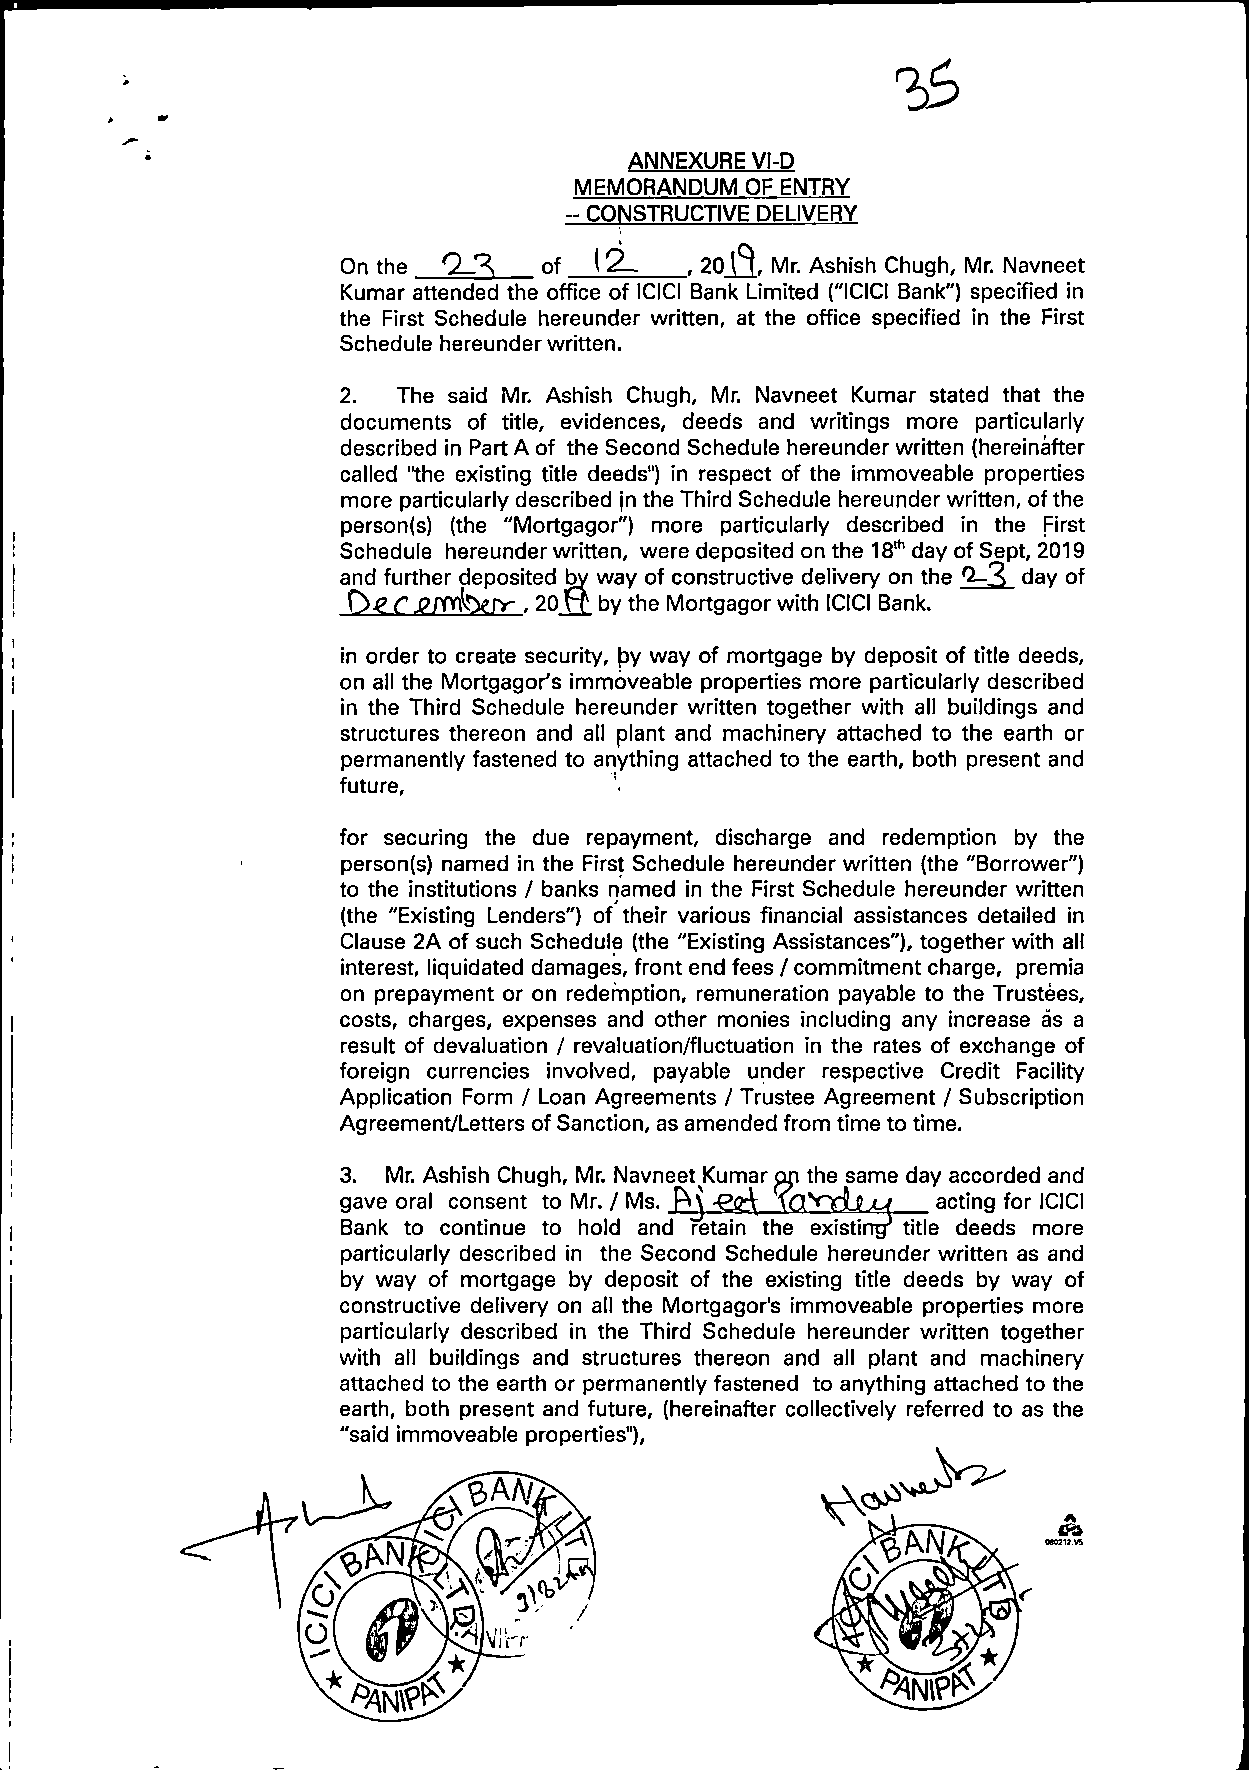 35
ANNEXURE VI-D
MEMORANDUM OF ENTRY
-- CONSTRUCTIVE DELIVERY
On the 23 of 12 , 2019, Mr. Ashish Chugh, Mr. Navneet
Kumar attended the office of ICICI Bank Limited (“ICICI Bank”) specified in
the First Schedule hereunder written, at the office specified in the First
Schedule hereunder written.
2. The said Mr. Ashish Chugh, Mr. Navneet Kumar stated that the
documents of title, evidences, deeds and writings more particularly
described in Part A of the Second Schedule hereunder written (hereinafter
called "the existing title deeds") in respect of the immoveable properties
more particularly described in the Third Schedule hereunder written, of the
person(s) (the “Mortgagor”) more particularly described in the First
Schedule hereunder written, were deposited on the 18th day of Sept, 2019
and further deposited by way of constructive delivery on the 23 day of
December , 2019 by the Mortgagor with ICICI Bank.
in order to create security, by way of mortgage by deposit of title deeds,
on all the Mortgagor's immoveable properties more particularly described
in the Third Schedule hereunder written together with all buildings and
structures thereon and all plant and machinery attached to the earth or
permanently fastened to anything attached to the earth, both present and
future,
for securing the due repayment, discharge and redemption by the
person(s) named in the First Schedule hereunder written (the “Borrower”)
to the institutions / banks named in the First Schedule hereunder written
(the “Existing Lenders”) of their various financial assistances detailed in
Clause 2A of such Schedule (the “Existing Assistances”), together with all
interest, liquidated damages, front end fees / commitment charge, premia
on prepayment or on redemption, remuneration payable to the Trustees,
costs, charges, expenses and other monies including any increase as a
result of devaluation / revaluation/fluctuation in the rates of exchange of
foreign currencies involved, payable under respective Credit Facility
Application Form / Loan Agreements / Trustee Agreement / Subscription
Agreement/Letters of Sanction, as amended from time to time.
3. Mr. Ashish Chugh, Mr. Navneet Kumar on the same day accorded and
gave oral consent to Mr. / Ms. Ajeet Pandey acting for ICICI
Bank to continue to hold and retain the existing title deeds more
particularly described in the Second Schedule hereunder written as and
by way of mortgage by deposit of the existing title deeds by way of
constructive delivery on all the Mortgagor's immoveable properties more
particularly described in the Third Schedule hereunder written together
with all buildings and structures thereon and all plant and machinery
attached to the earth or permanently fastened to anything attached to the
earth, both present and future, (hereinafter collectively referred to as the
“said immoveable properties”),
ICICI BANK LTD.
ICICI BANK LTD. ★ PANIPAT ★
ICICI BANK LTD. ★ PANIPAT ★
080212.V5